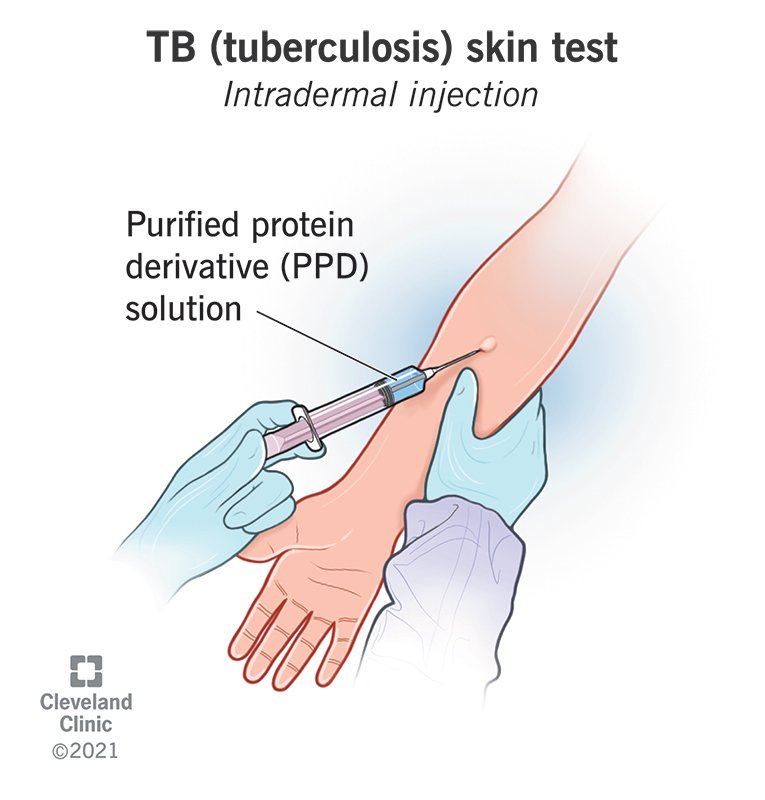 TB (tuberculosis) skin test
Intradermal injection
Purified protein
derivative (PPD)
solution
Cleveland
Clinic
©2021